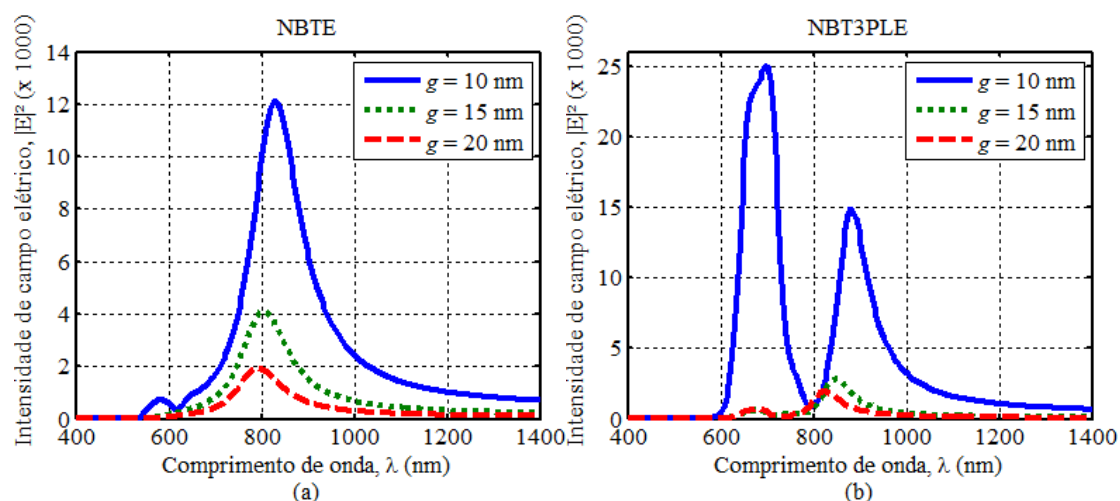 NBTE
Intensidade de campo elétrico, |E|² (x 1000)
14
12
10
8
6
4
2
0
g = 10 nm
g = 15 nm
g = 20 nm
400 600 800 1000 1200 1400
Comprimento de onda, λ (nm)
(a)
NBT3PLE
Intensidade de campo elétrico, |E|² (x 1000)
25
20
15
10
5
0
g = 10 nm
g = 15 nm
g = 20 nm
400 600 800 1000 1200 1400
Comprimento de onda, λ (nm)
(b)